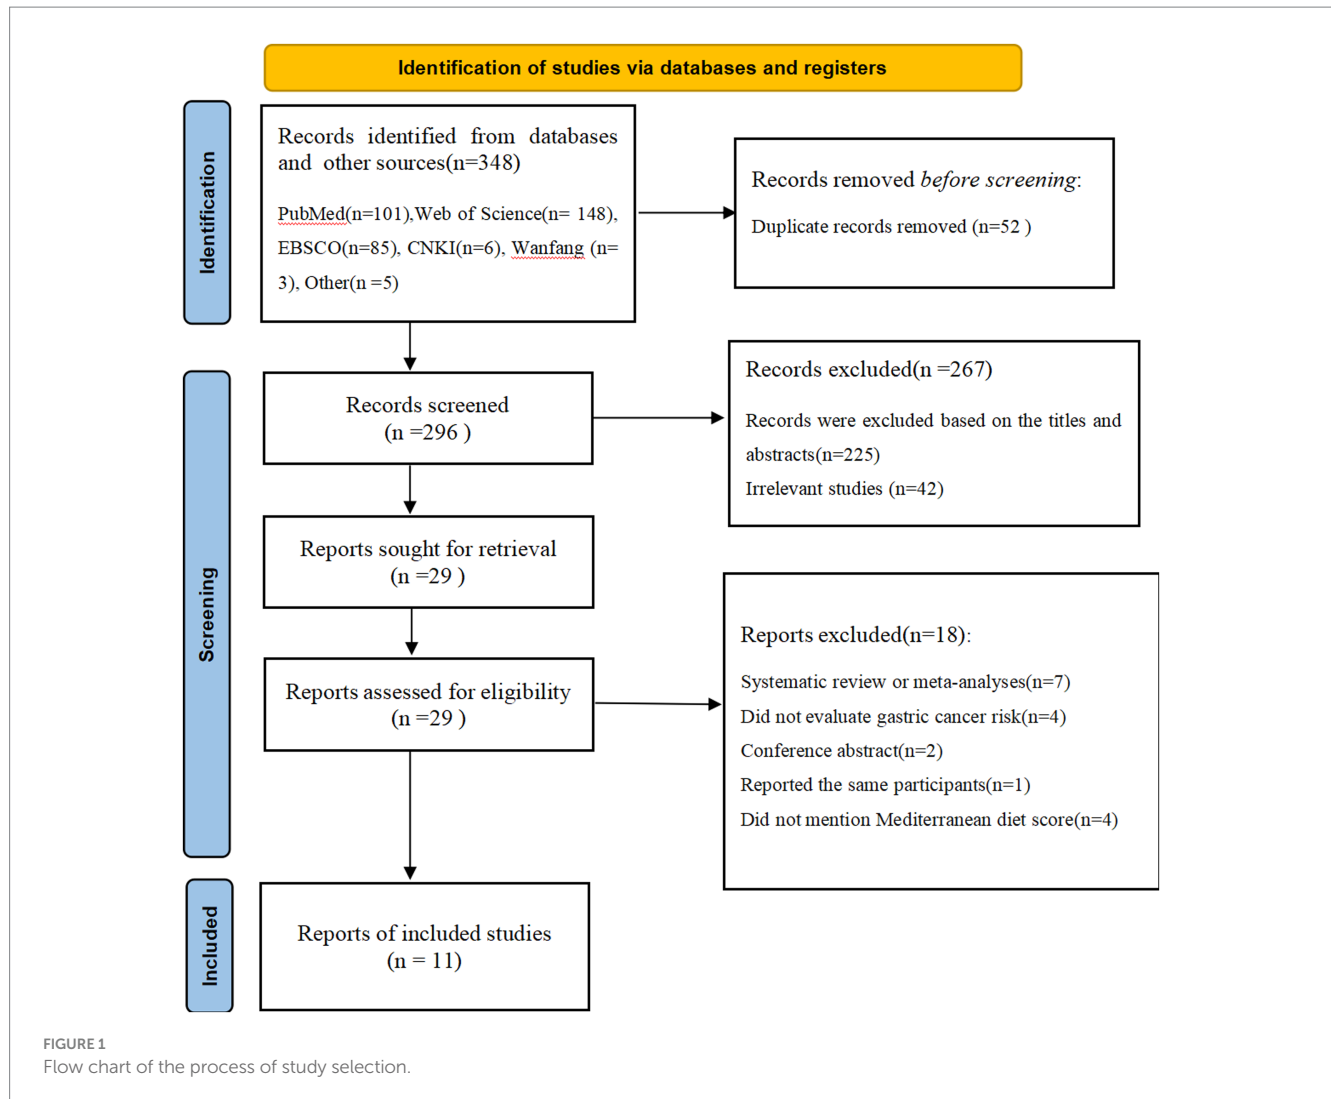 Identification of studies via databases and registers
Identification
Records identified from databases
and other sources(n=348)
PubMed(n=101),Web of Science(n= 148),
EBSCO(n=85), CNKI(n=6), Wanfang (n=
3), Other(n =5)
Records removed before screening:
Duplicate records removed (n=52 )
Screening
Records screened
(n =296 )
Records excluded(n =267)
Records were excluded based on the titles and
abstracts(n=225)
Irrelevant studies (n=42)
Reports sought for retrieval
(n =29 )
Reports assessed for eligibility
(n =29 )
Reports excluded(n=18):
Systematic review or meta-analyses(n=7)
Did not evaluate gastric cancer risk(n=4)
Conference abstract(n=2)
Reported the same participants(n=1)
Did not mention Mediterranean diet score(n=4)
Included
Reports of included studies
(n = 11)
FIGURE 1
Flow chart of the process of study selection.